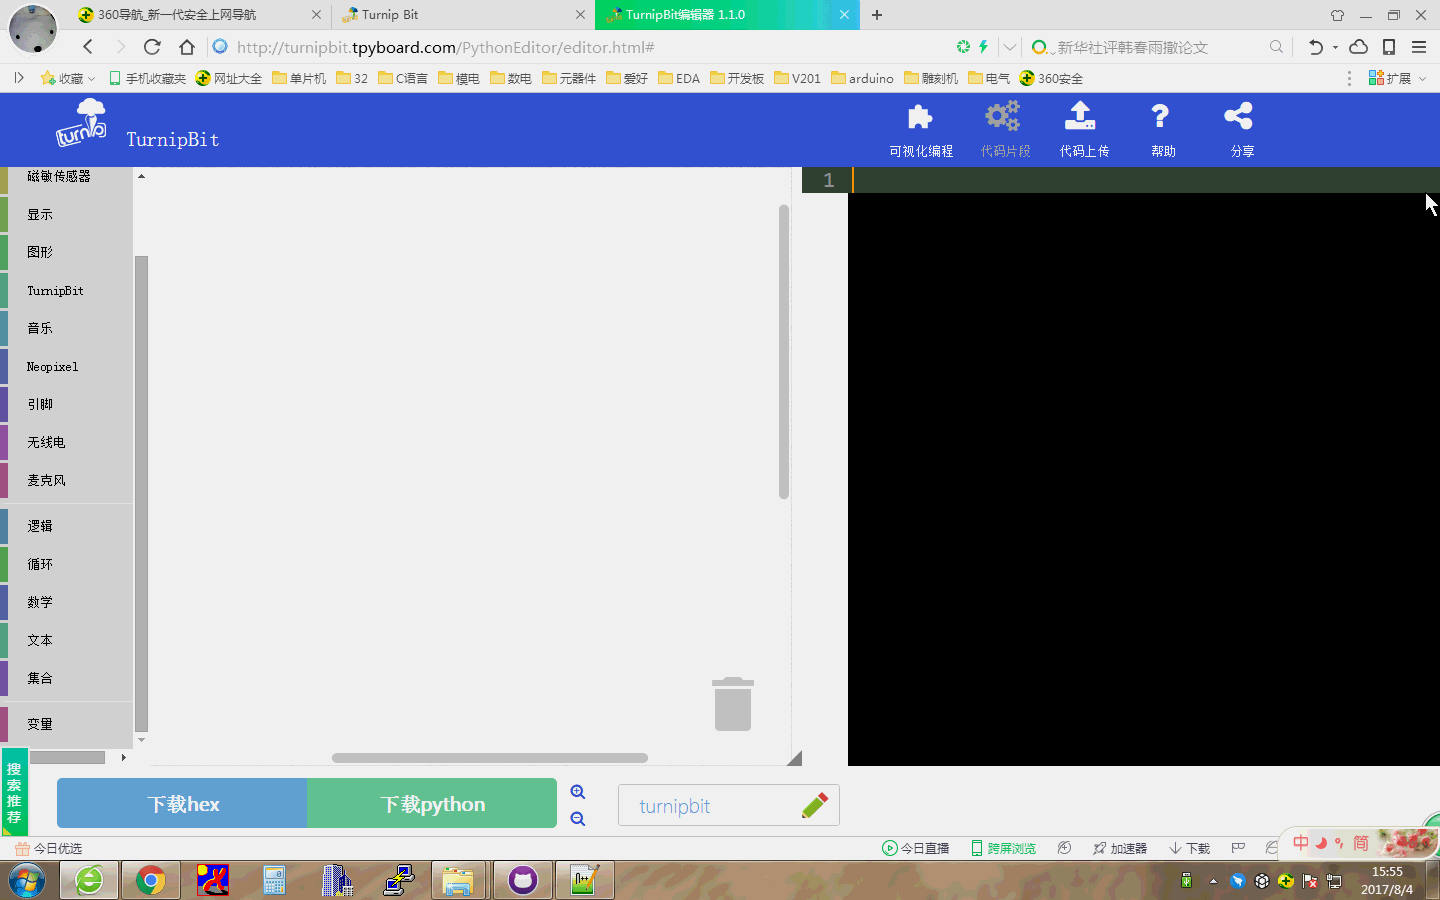 360导航_新一代安全上网导航
Turnip Bit
TurnipBit编辑器 1.1.0
http://turnipbit.tpyboard.com/PythonEditor/editor.html#
新华社评韩春雨撤论文
收藏 手机收藏夹 网址大全 单片机 32 C语言 模电 数电 元器件 爱好 EDA 开发板 V201 arduino 雕刻机 电气 360安全 扩展
turnip
TurnipBit
可视化编程 代码片段 代码上传 帮助 分享
磁敏传感器
显示
图形
TurnipBit
音乐
Neopixel
引脚
无线电
麦克风
逻辑
循环
数学
文本
集合
变量
1
搜索推荐
下载hex 下载python
turnipbit
今日优选
今日直播 跨屏浏览 加速器 下载
中 简
15:55
2017/8/4